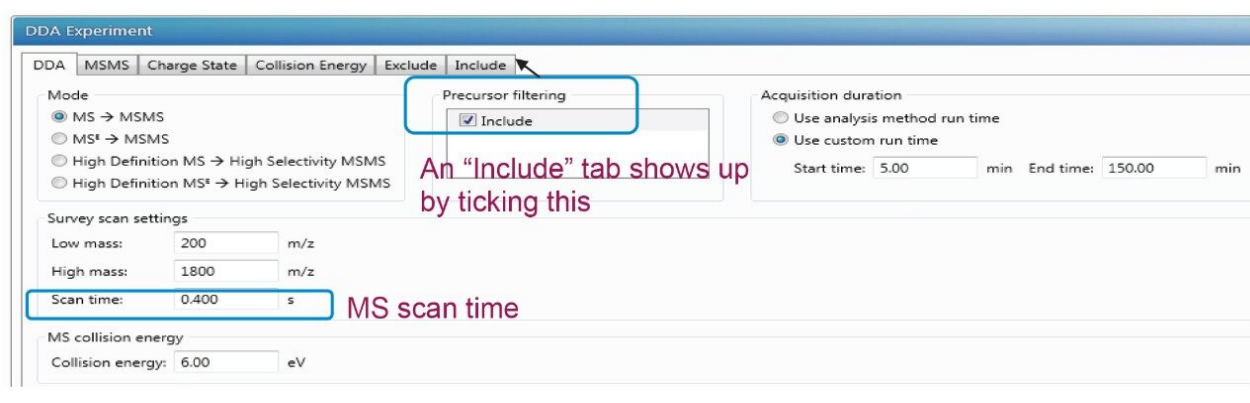 DDA Experiment
DDA MSMS Charge State Collision Energy Exclude Include
Mode
MS → MSMS
MSᴱ → MSMS
High Definition MS → High Selectivity MSMS
High Definition MSᴱ → High Selectivity MSMS
Precursor filtering
Include
An “Include” tab shows up
by ticking this
Acquisition duration
Use analysis method run time
Use custom run time
Start time: 5.00 min End time: 150.00 min
Survey scan settings
Low mass: 200 m/z
High mass: 1800 m/z
Scan time: 0.400 s
MS scan time
MS collision energy
Collision energy: 6.00 eV